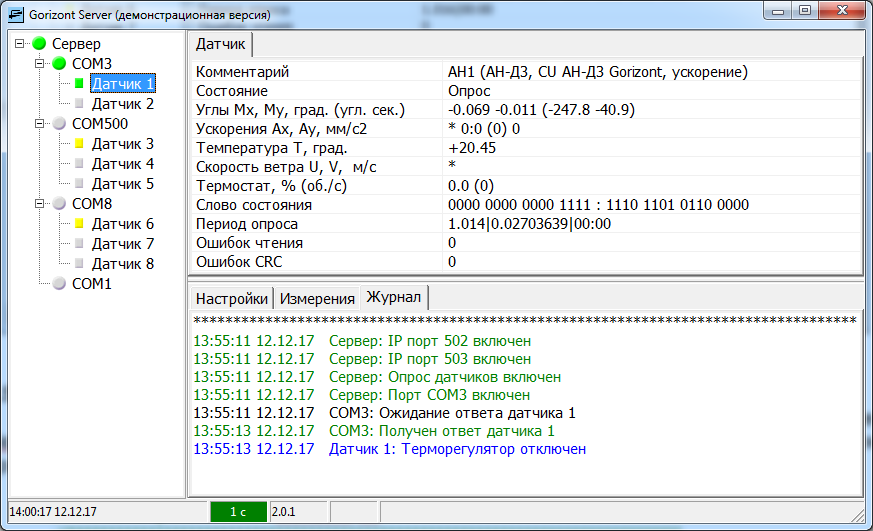 Gorizont Server (демонстрационная версия)
Сервер
COM3
Датчик 1
Датчик 2
COM500
Датчик 3
Датчик 4
Датчик 5
COM8
Датчик 6
Датчик 7
Датчик 8
COM1
Датчик
Комментарий АН1 (АН-Д3, CU АН-Д3 Gorizont, ускорение)
Состояние Опрос
Углы Mx, My, град. (угл. сек.) -0.069 -0.011 (-247.8 -40.9)
Ускорения Ax, Ay, мм/с2 * 0:0 (0) 0
Температура Т, град. +20.45
Скорость ветра U, V, м/с *
Термостат, % (об./с) 0.0 (0)
Слово состояния 0000 0000 0000 1111 : 1110 1101 0110 0000
Период опроса 1.014|0.02703639|00:00
Ошибок чтения 0
Ошибок CRC 0
Настройки Измерения Журнал
***********************************************************************************
13:55:11 12.12.17 Сервер: IP порт 502 включен
13:55:11 12.12.17 Сервер: IP порт 503 включен
13:55:11 12.12.17 Сервер: Опрос датчиков включен
13:55:11 12.12.17 Сервер: Порт COM3 включен
13:55:11 12.12.17 COM3: Ожидание ответа датчика 1
13:55:13 12.12.17 COM3: Получен ответ датчика 1
13:55:13 12.12.17 Датчик 1: Терморегулятор отключен
14:00:17 12.12.17 1 с 2.0.1